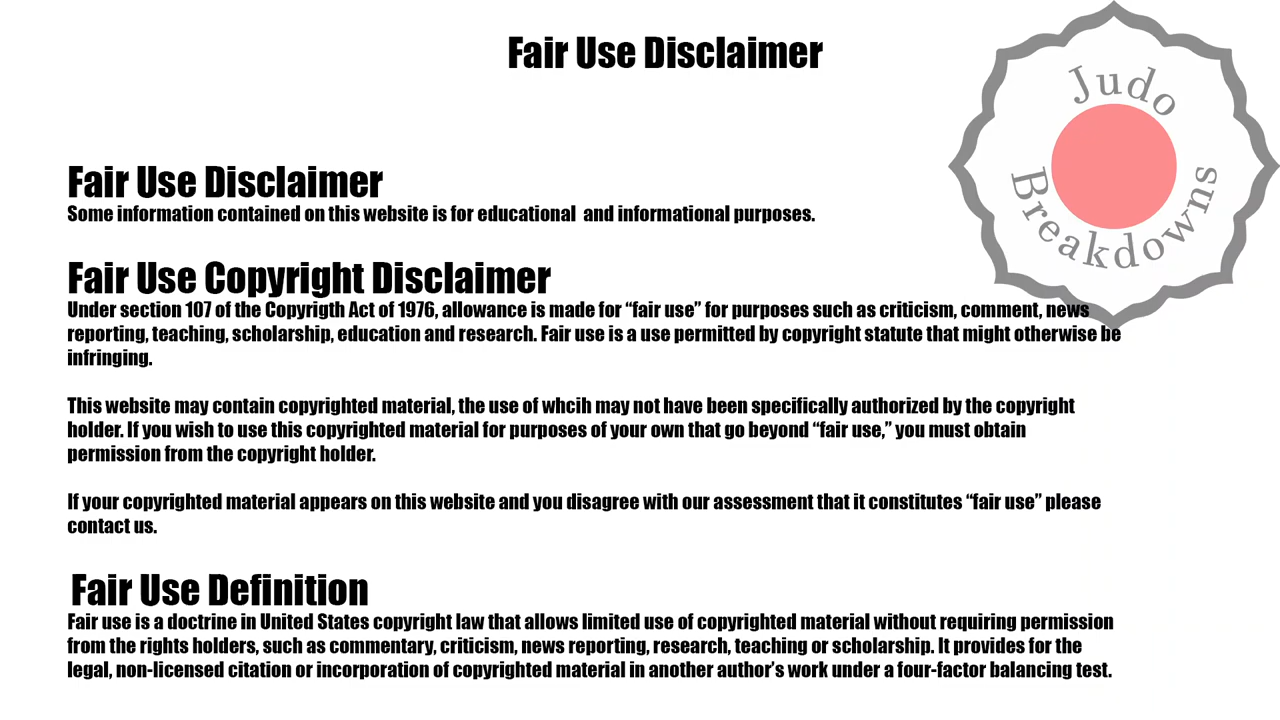 Fair Use Disclaimer
Judo
Breakdowns
Fair Use Disclaimer
Some information contained on this website is for educational  and informational purposes.
Fair Use Copyright Disclaimer
Under section 107 of the Copyrigth Act of 1976, allowance is made for “fair use” for purposes such as criticism, comment, news
reporting, teaching, scholarship, education and research. Fair use is a use permitted by copyright statute that might otherwise be
infringing.
This website may contain copyrighted material, the use of whcih may not have been specifically authorized by the copyright
holder. If you wish to use this copyrighted material for purposes of your own that go beyond “fair use,” you must obtain
permission from the copyright holder.
If your copyrighted material appears on this website and you disagree with our assessment that it constitutes “fair use” please
contact us.
Fair Use Definition
Fair use is a doctrine in United States copyright law that allows limited use of copyrighted material without requiring permission
from the rights holders, such as commentary, criticism, news reporting, research, teaching or scholarship. It provides for the
legal, non-licensed citation or incorporation of copyrighted material in another author’s work under a four-factor balancing test.